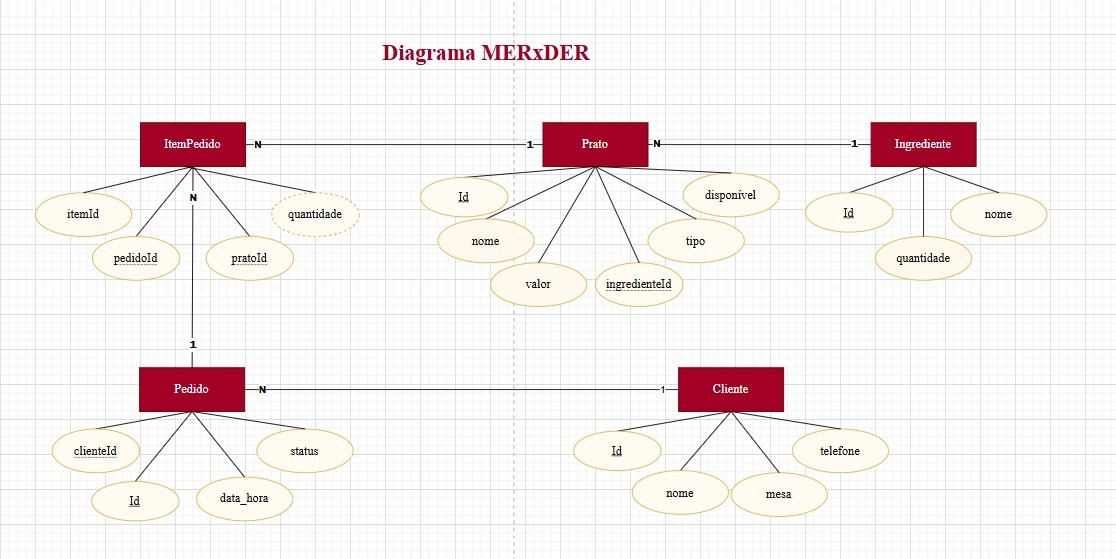 Diagrama MERxDER
ItemPedido
N
1
Prato
N
1
Ingrediente
itemId
pedidoId
N
pratoId
quantidade
Id
nome
valor
ingredienteId
tipo
disponível
Id
quantidade
nome
1
Pedido
N
1
Cliente
clienteId
Id
data_hora
status
Id
nome
mesa
telefone